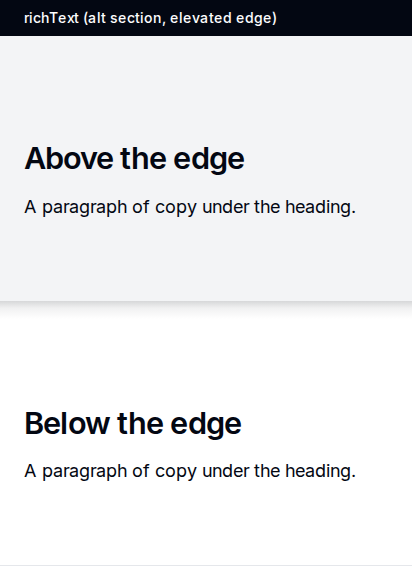 richText (alt section, elevated edge)
Above the edge
A paragraph of copy under the heading.
Below the edge
A paragraph of copy under the heading.